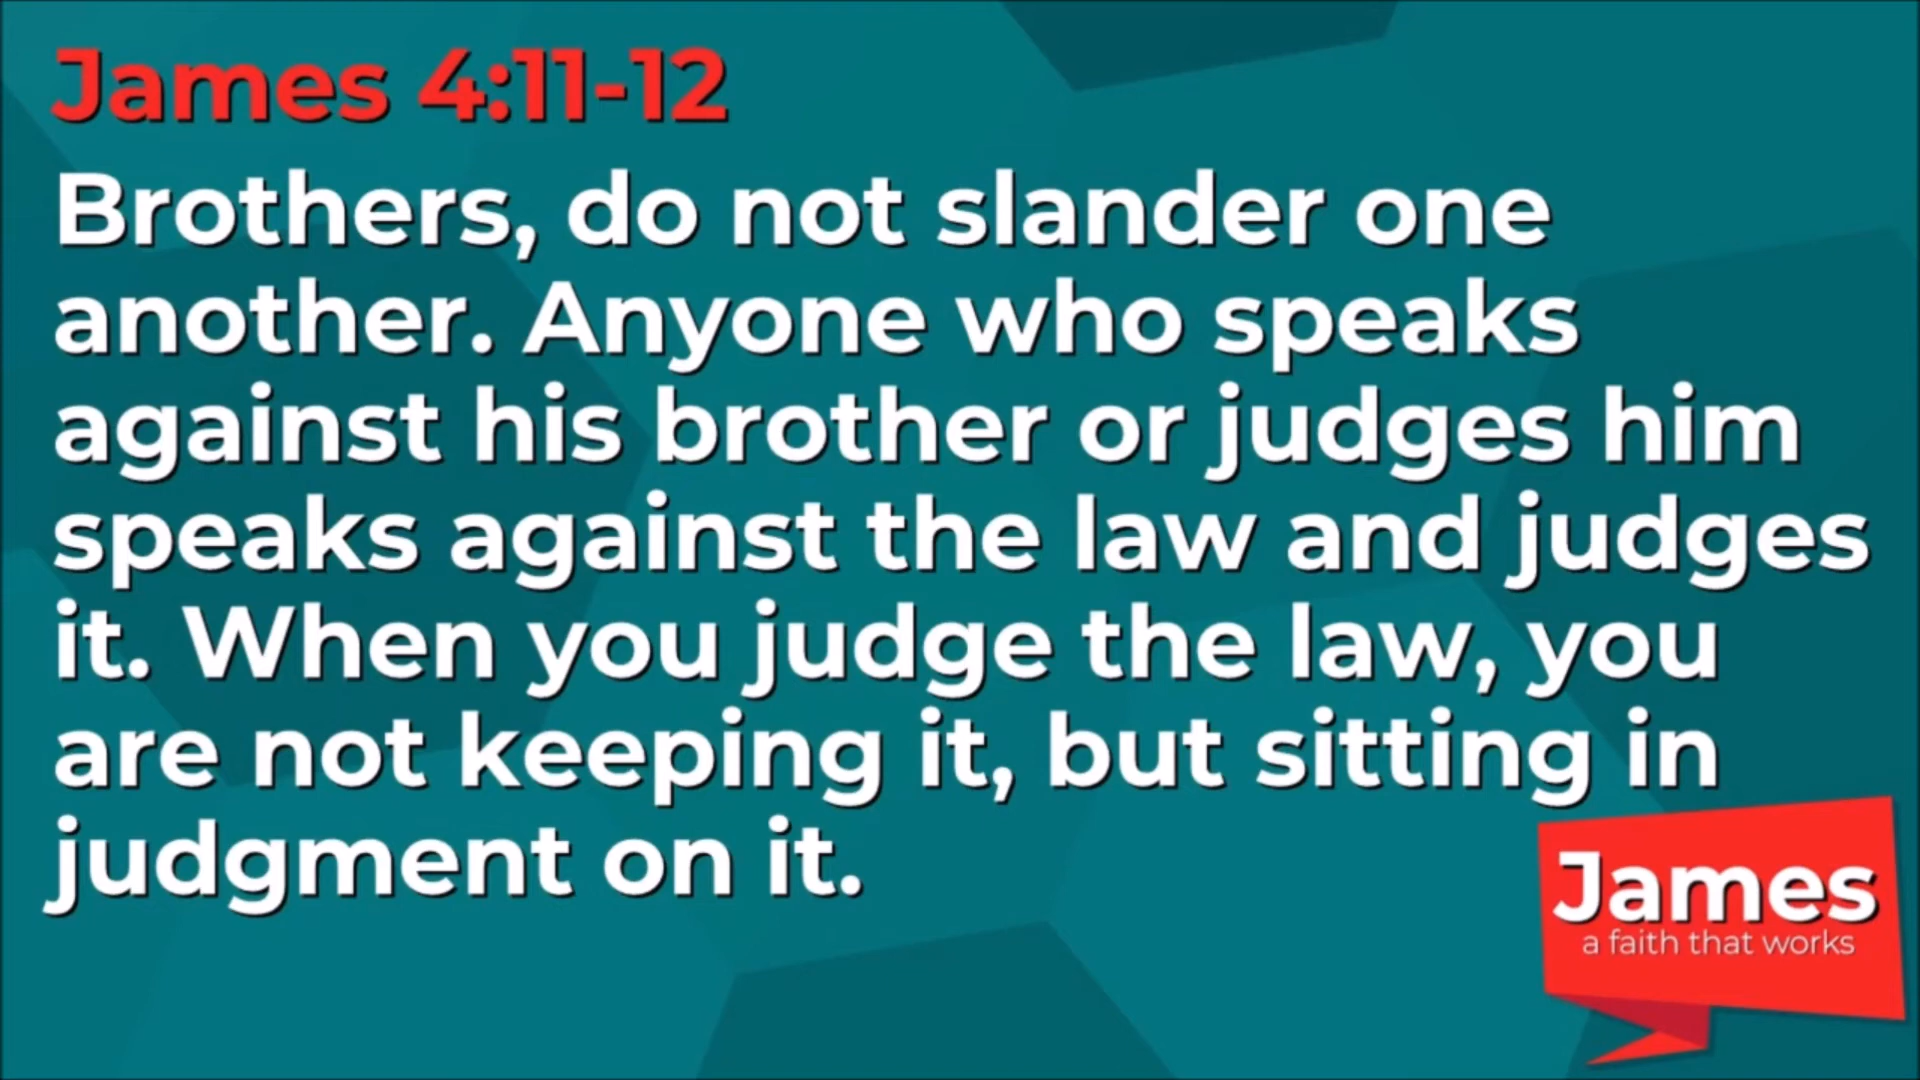 James 4:11-12
Brothers, do not slander one
another. Anyone who speaks
against his brother or judges him
speaks against the law and judges
it. When you judge the law, you
are not keeping it, but sitting in
judgment on it.
James
a faith that works